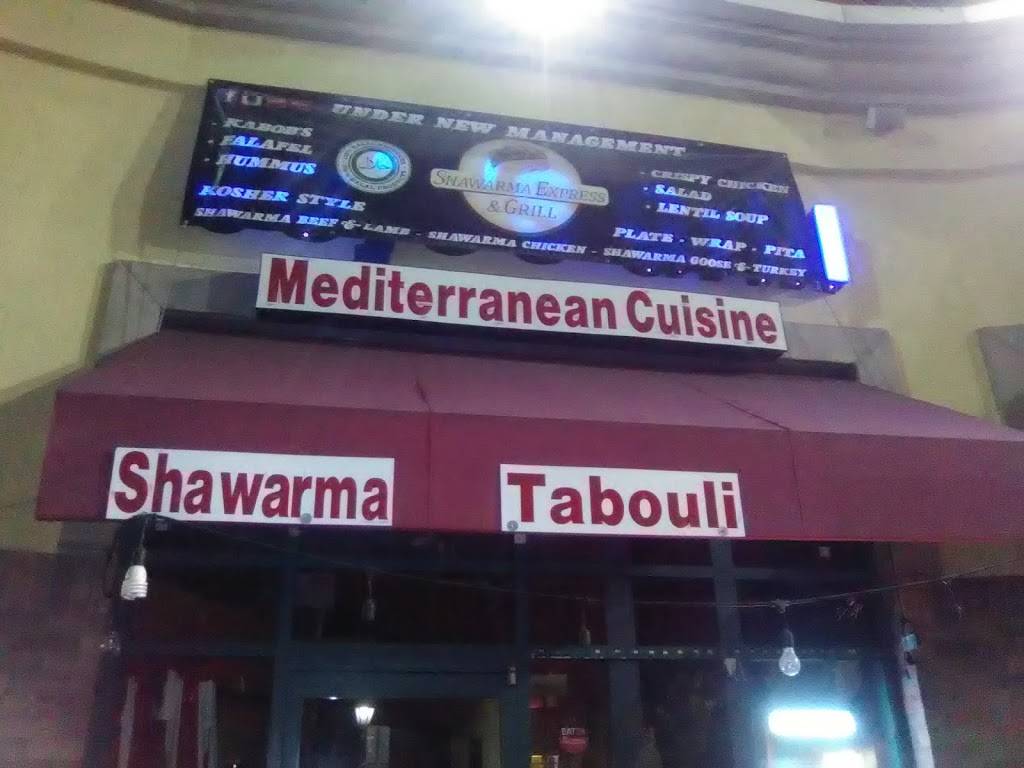 UNDER NEW MANAGEMENT
· KABOB'S
· FALAFEL
· HUMMUS
KOSHER STYLE
SHAWARMA EXPRESS
& GRILL
· CRISPY CHICKEN
· SALAD
· LENTIL SOUP
PLATE - WRAP - PITA
SHAWARMA BEEF & LAMB - SHAWARMA CHICKEN - SHAWARMA GOOSE & TURKEY
Mediterranean Cuisine
Shawarma
Tabouli